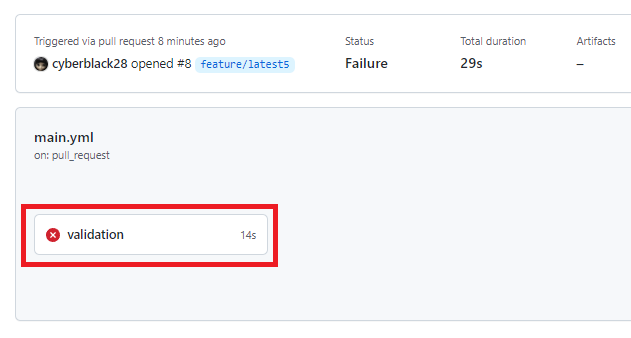 Triggered via pull request 8 minutes ago
Status
Total duration
Artifacts
cyberblack28 opened #8 feature/latest5
Failure
29s
–
main.yml
on: pull_request
validation
14s